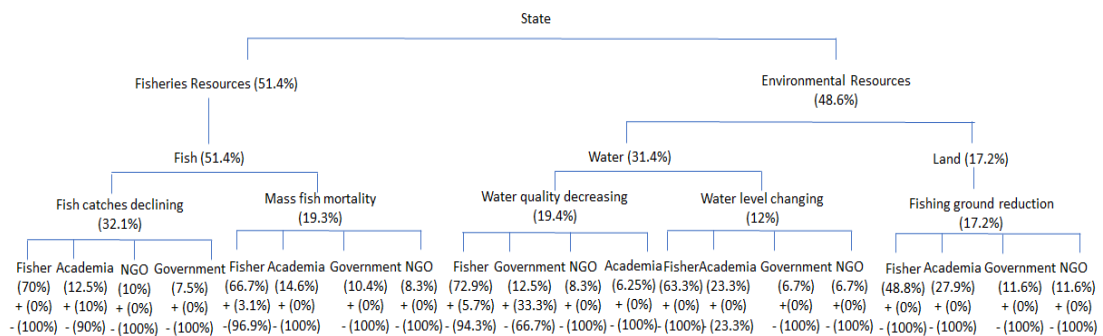 State
Fisheries Resources (51.4%)
Environmental Resources
(48.6%)
Fish (51.4%)
Water (31.4%)
Land (17.2%)
Fish catches declining
(32.1%)
Mass fish mortality
(19.3%)
Water quality decreasing
(19.4%)
Water level changing
(12%)
Fishing ground reduction
(17.2%)
Fisher Academia NGO Government Fisher Academia Government NGO Fisher Government NGO Academia Fisher Academia Government NGO Fisher Academia Government NGO
(70%) (12.5%) (10%) (7.5%) (66.7%) (14.6%) (10.4%) (8.3%) (72.9%) (12.5%) (8.3%) (6.25%) (63.3%) (23.3%) (6.7%) (6.7%) (48.8%) (27.9%) (11.6%) (11.6%)
+ (0%) + (10%) + (0%) + (0%) + (3.1%) + (0%) + (0%) + (0%) + (5.7%) + (33.3%) + (0%) + (0%) + (0%) + (0%) + (0%) + (0%) + (0%) + (0%) + (0%) + (0%)
- (100%) - (90%) - (100%) - (100%) - (96.9%) - (100%) - (100%) - (100%) - (94.3%) - (66.7%) - (100%) - (100%) - (100%) - (23.3%) - (100%) - (100%) - (100%) - (100%) - (100%) - (100%)